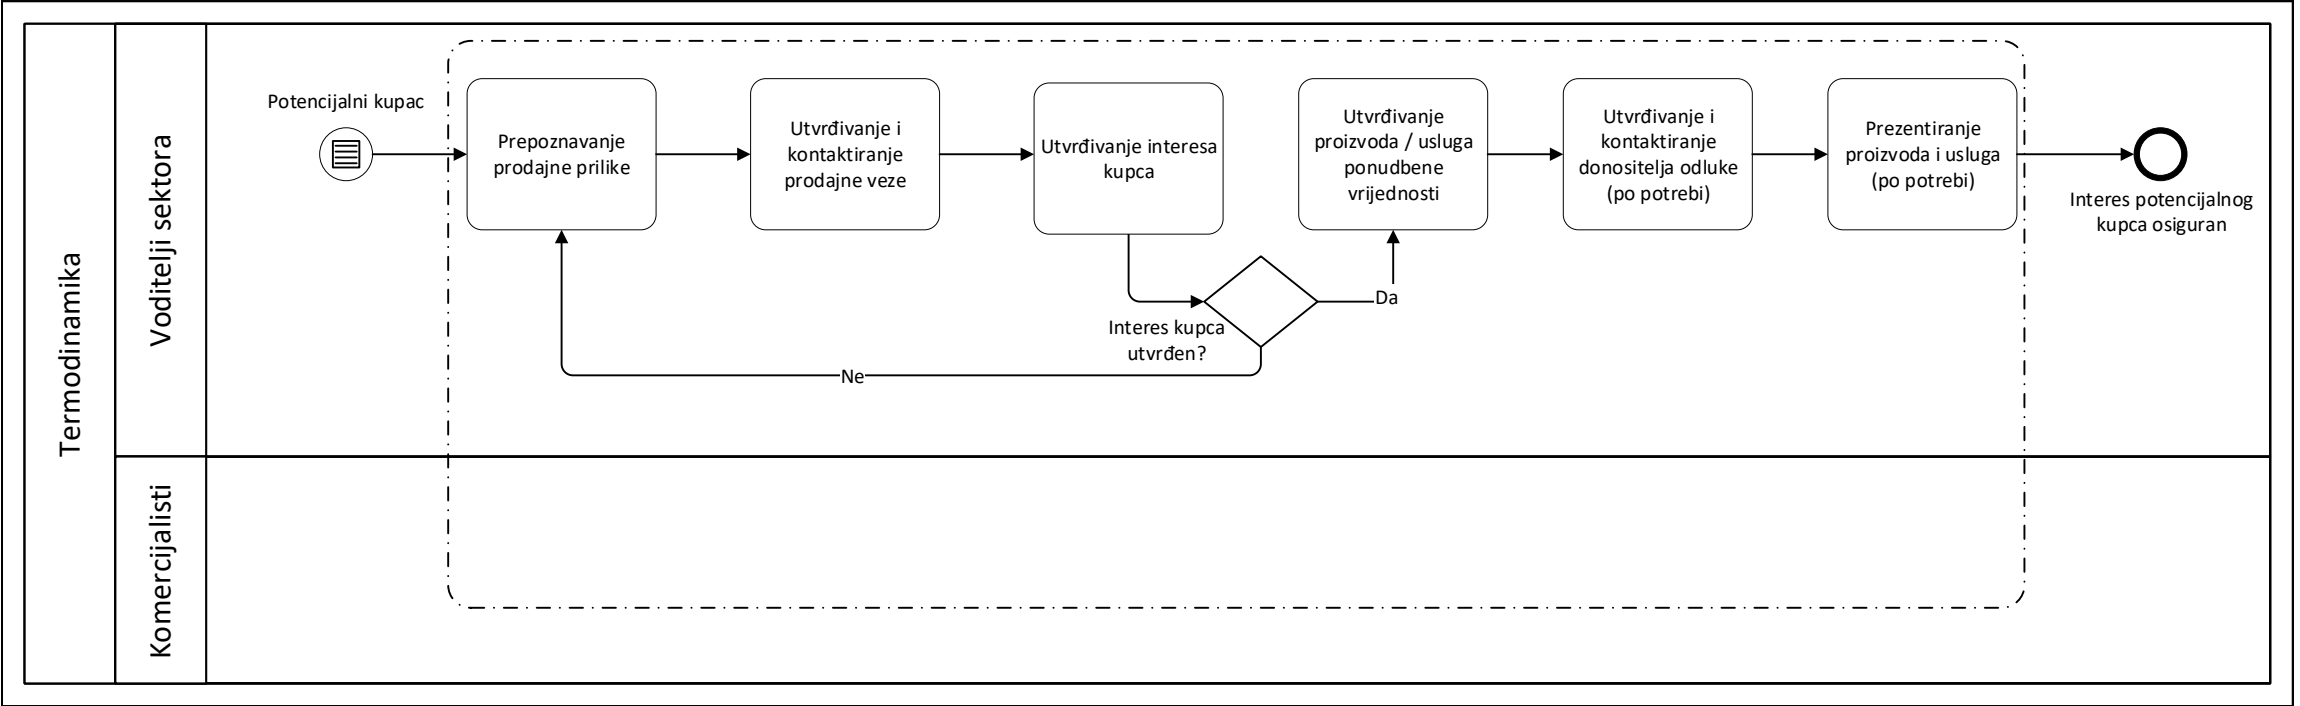 Termodinamika
Voditelji sektora
Komercijalisti
Potencijalni kupac
Prepoznavanje
prodajne prilike
Utvrđivanje i
kontaktiranje
prodajne veze
Utvrđivanje interesa
kupca
Interes kupca
utvrđen?
Ne
Da
Utvrđivanje
proizvoda / usluga
ponudbene
vrijednosti
Utvrđivanje i
kontaktiranje
donositelja odluke
(po potrebi)
Prezentiranje
proizvoda i usluga
(po potrebi)
Interes potencijalnog
kupca osiguran